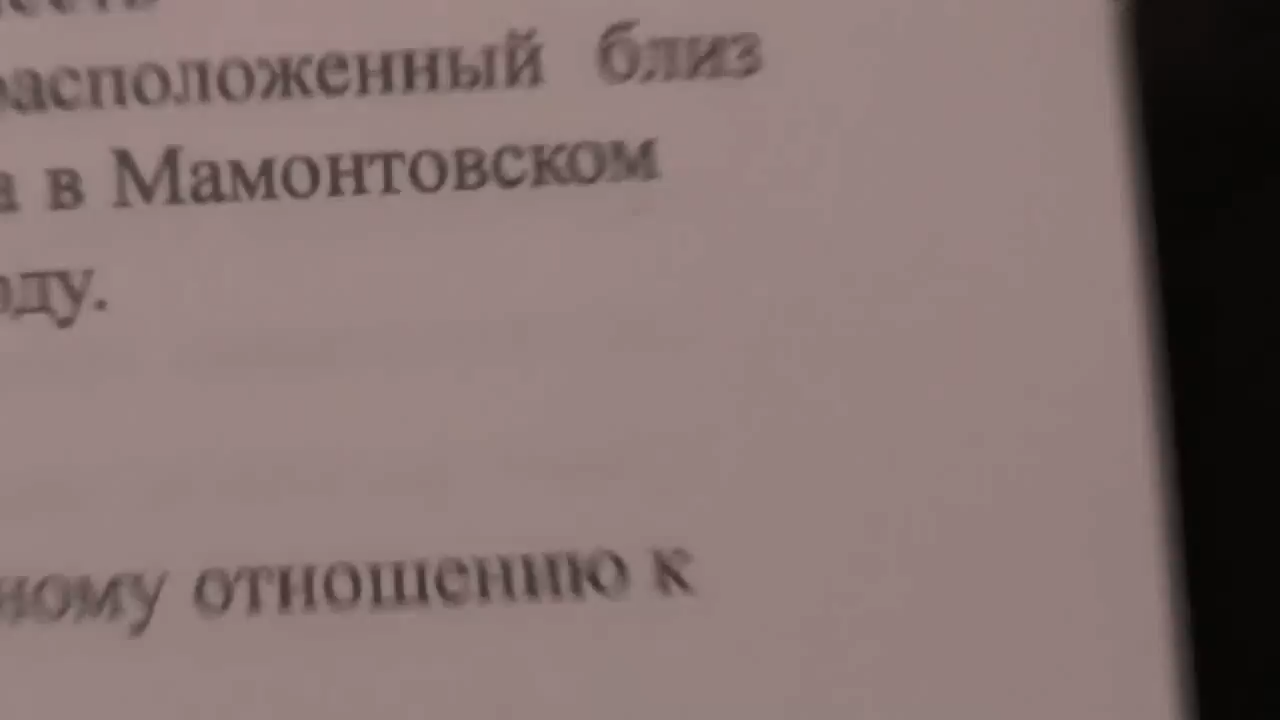 расположенный близ
а в Мамонтовском
оду.
ному отношению к